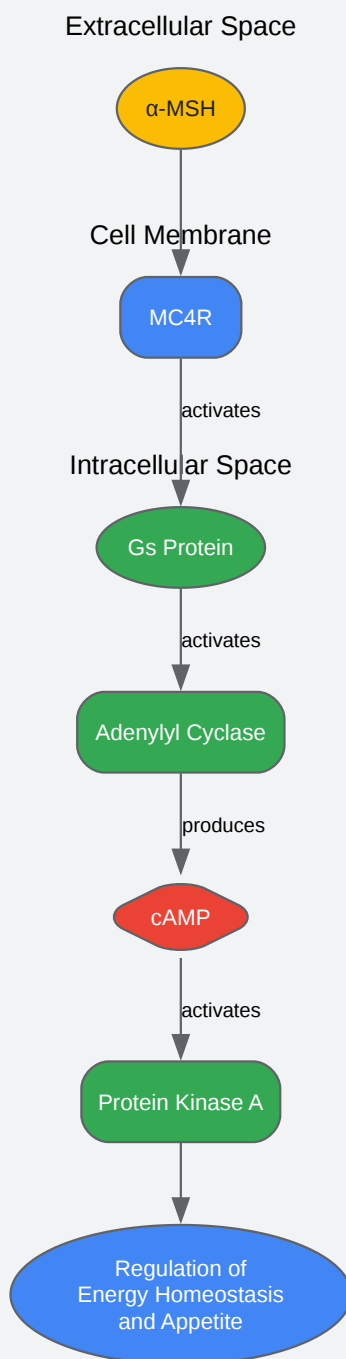 Extracellular Space
α-MSH
Cell Membrane
MC4R
activates
Intracellular Space
Gs Protein
activates
Adenylyl Cyclase
produces
cAMP
activates
Protein Kinase A
Regulation of
Energy Homeostasis
and Appetite